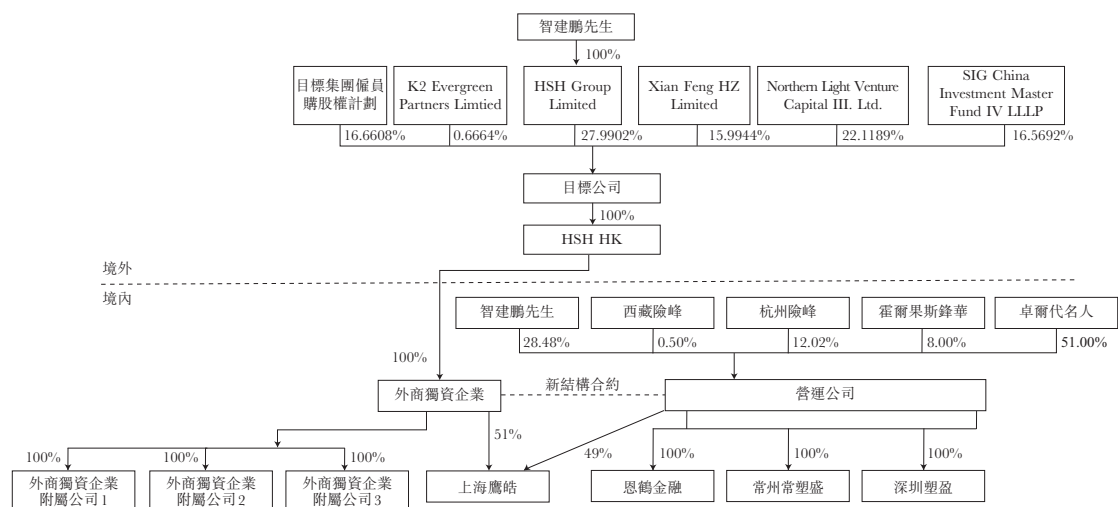 智建鵬先生
100%
目標集團僱員
購股權計劃
K2 Evergreen
Partners Limtied
HSH Group
Limited
Xian Feng HZ
Limited
Northern Light Venture
Capital III. Ltd.
SIG China
Investment Master
Fund IV LLLP
16.6608%
0.6664%
27.9902%
15.9944%
22.1189%
16.5692%
目標公司
100%
HSH HK
境外
境內
智建鵬先生
西藏險峰
杭州險峰
霍爾果斯鋒華
卓爾代名人
28.48%
0.50%
12.02%
8.00%
51.00%
100%
外商獨資企業
新結構合約
營運公司
51%
49%
100%
100%
100%
100%
100%
100%
外商獨資企業
附屬公司1
外商獨資企業
附屬公司2
外商獨資企業
附屬公司3
上海鷹皓
恩鶴金融
常州常塑盛
深圳塑盈